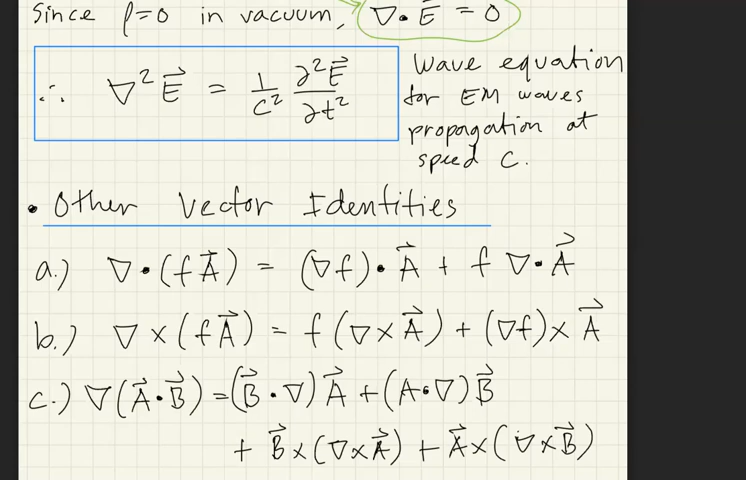 Since ρ=0 in vacuum, ∇·E⃗ = 0
∴ ∇²E⃗ = 1/c² ∂²E⃗/∂t²
Wave equation
for EM waves
propagation at
speed c.
• Other Vector Identities
a.) ∇·(fA⃗) = (∇f)·A⃗ + f ∇·A⃗
b.) ∇×(fA⃗) = f(∇×A⃗) + (∇f)×A⃗
c.) ∇(A⃗·B⃗) = (B⃗·∇)A⃗ + (A·∇)B⃗
+ B⃗×(∇×A⃗) + A⃗×(∇×B⃗)